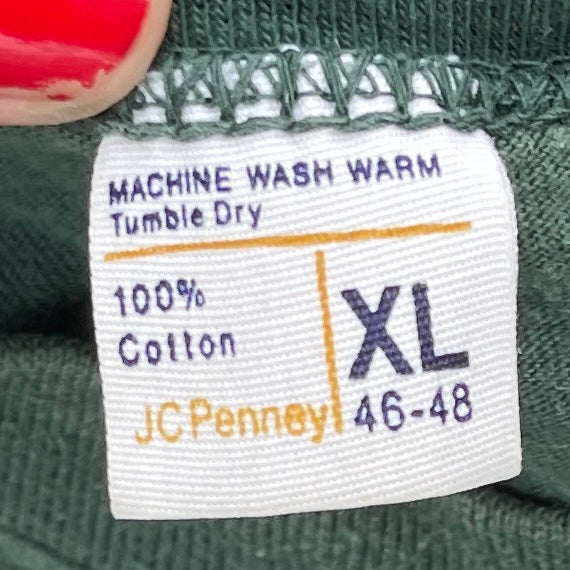 MACHINE WASH WARM
Tumble Dry
100%
Cotton
JCPenney
XL
46-48